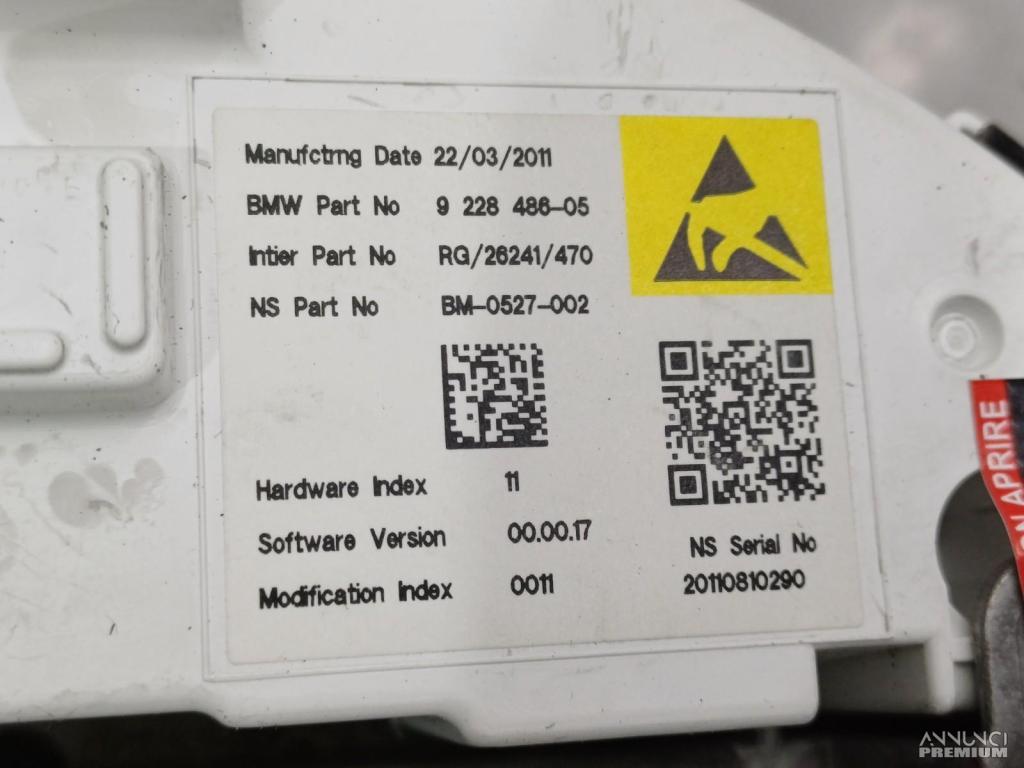 Manufctrng Date 22/03/2011
BMW Part No 9 228 486-05
Intier Part No RG/26241/470
NS Part No BM-0527-002
Hardware Index 11
Software Version 00.00.17
Modification Index 0011
NS Serial No
20110810290
ON APRIRE
ANNUNCI
PREMIUM